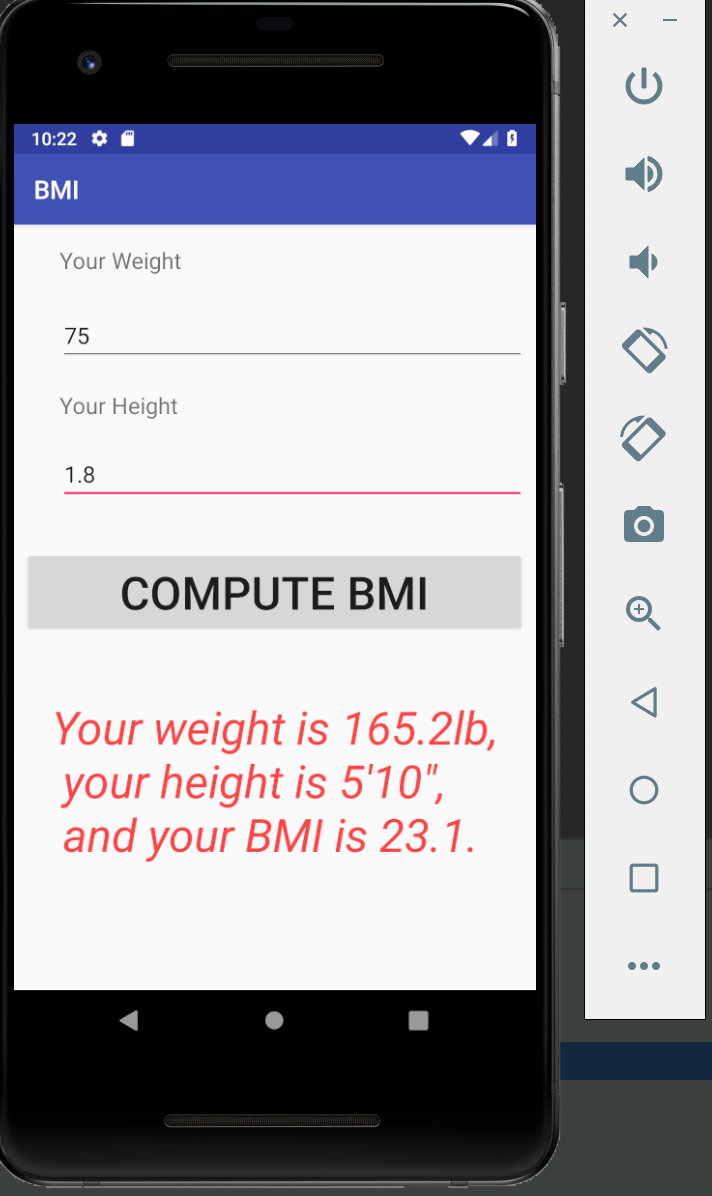 10:22
BMI
Your Weight
75
Your Height
1.8
COMPUTE BMI
Your weight is 165.2lb,
your height is 5'10",
and your BMI is 23.1.